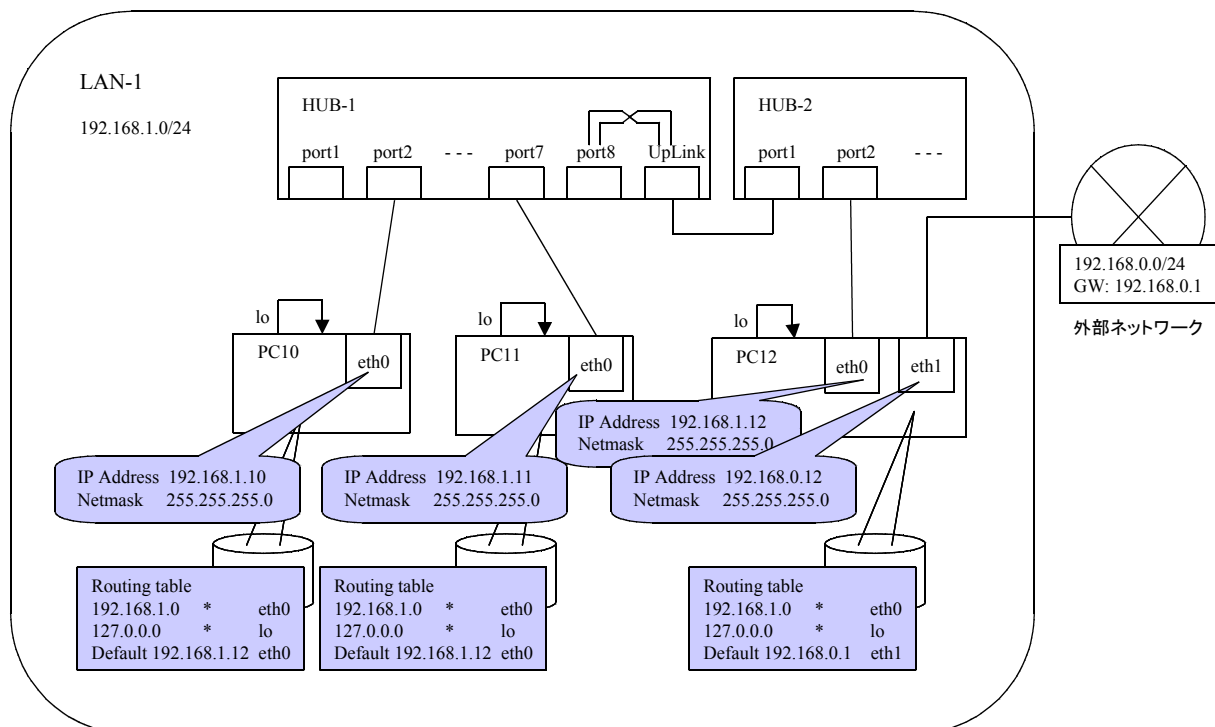 LAN-1
192.168.1.0/24
HUB-1
port1 port2 --- port7 port8 UpLink
HUB-2
port1 port2 ---
192.168.0.0/24
GW: 192.168.0.1
外部ネットワーク
lo
PC10
eth0
lo
PC11
eth0
lo
PC12
eth0
eth1
IP Address 192.168.1.10
Netmask 255.255.255.0
IP Address 192.168.1.11
Netmask 255.255.255.0
IP Address 192.168.1.12
Netmask 255.255.255.0
IP Address 192.168.0.12
Netmask 255.255.255.0
Routing table
192.168.1.0 * eth0
127.0.0.0 * lo
Default 192.168.1.12 eth0
Routing table
192.168.1.0 * eth0
127.0.0.0 * lo
Default 192.168.1.12 eth0
Routing table
192.168.1.0 * eth0
127.0.0.0 * lo
Default 192.168.0.1 eth1